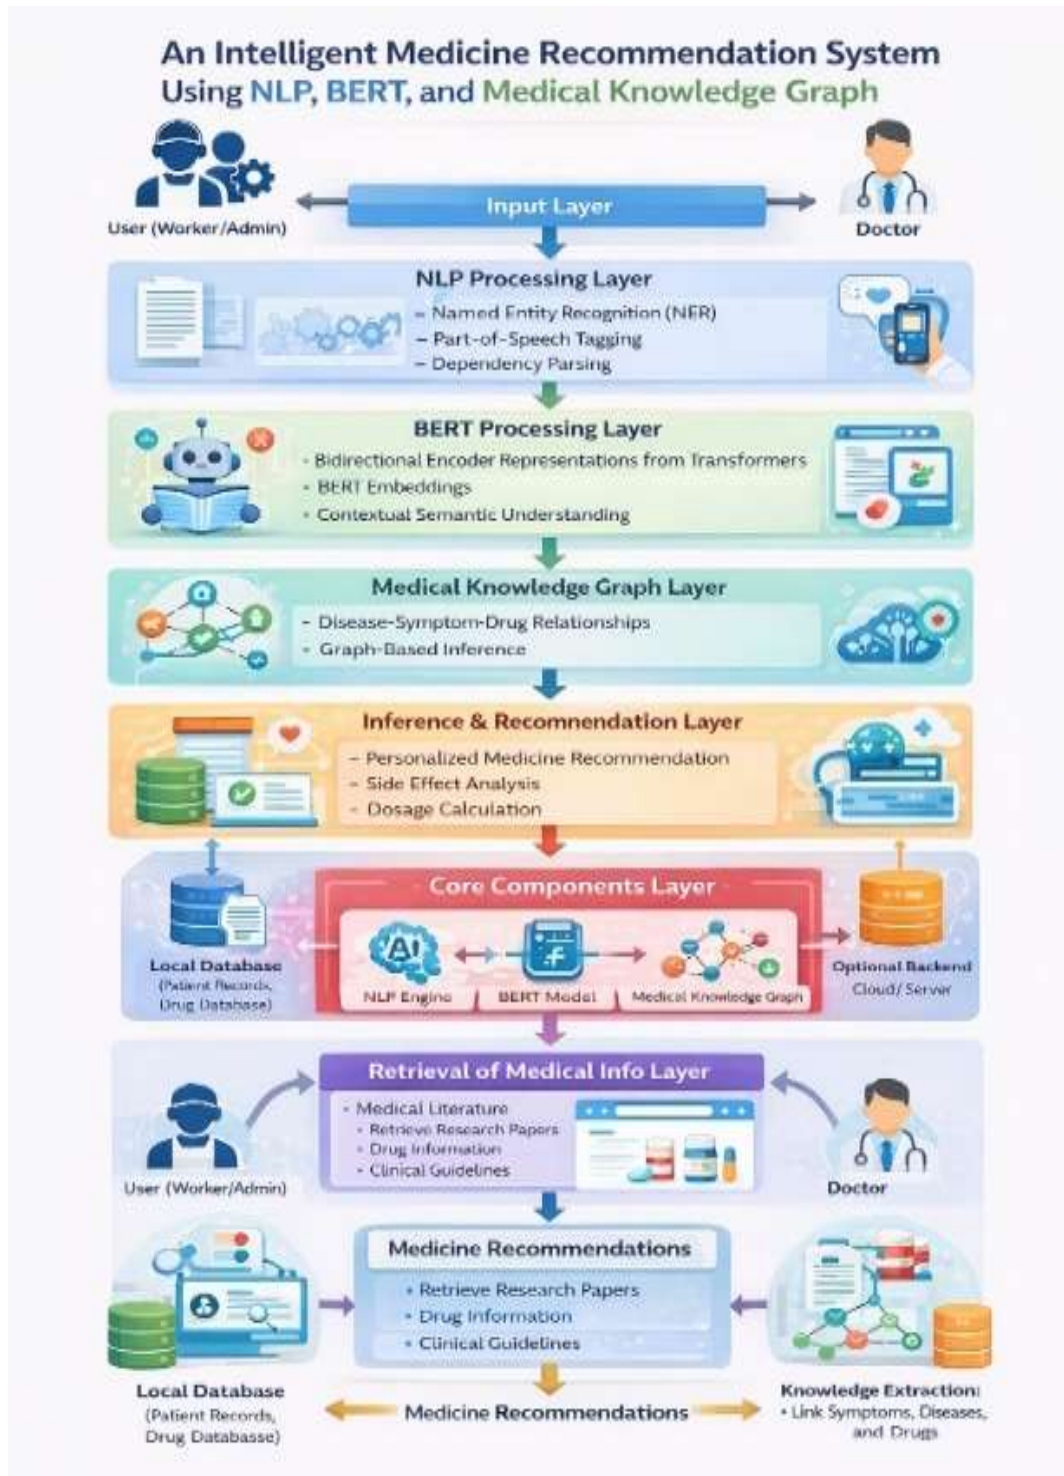 An Intelligent Medicine Recommendation System
Using NLP, BERT, and Medical Knowledge Graph
Input Layer
User (Worker/Admin)
Doctor
NLP Processing Layer
– Named Entity Recognition (NER)
– Part-of-Speech Tagging
– Dependency Parsing
BERT Processing Layer
• Bidirectional Encoder Representations from Transformers
• BERT Embeddings
• Contextual Semantic Understanding
Medical Knowledge Graph Layer
– Disease-Symptom-Drug Relationships
• Graph-Based Inference
Inference & Recomnendation Layer
– Personalized Medicine Recommendation
– Side Effect Analysis
– Dosage Calculation
Core Components Layer
AI
Local Database
(Patient Records,
Drug Database)
NLP Engine
BERT Model
Medical Knowledge Graph
Optional Backend
Cloud/ Server
Retrieval of Medical Info Layer
• Medical Literature
• Retrieve Research Papers
• Drug Information
• Clinical Guidelines
User (Worker/Admin)
Doctor
Medicine Recommendations
• Retrieve Research Papers
• Drug Information
• Clinical Guidelines
Local Database
(Patient Records,
Drug Databasse)
Medicine Recommendations
Knowledge Extraction:
• Link Symptoms, Diseases,
and Drugs